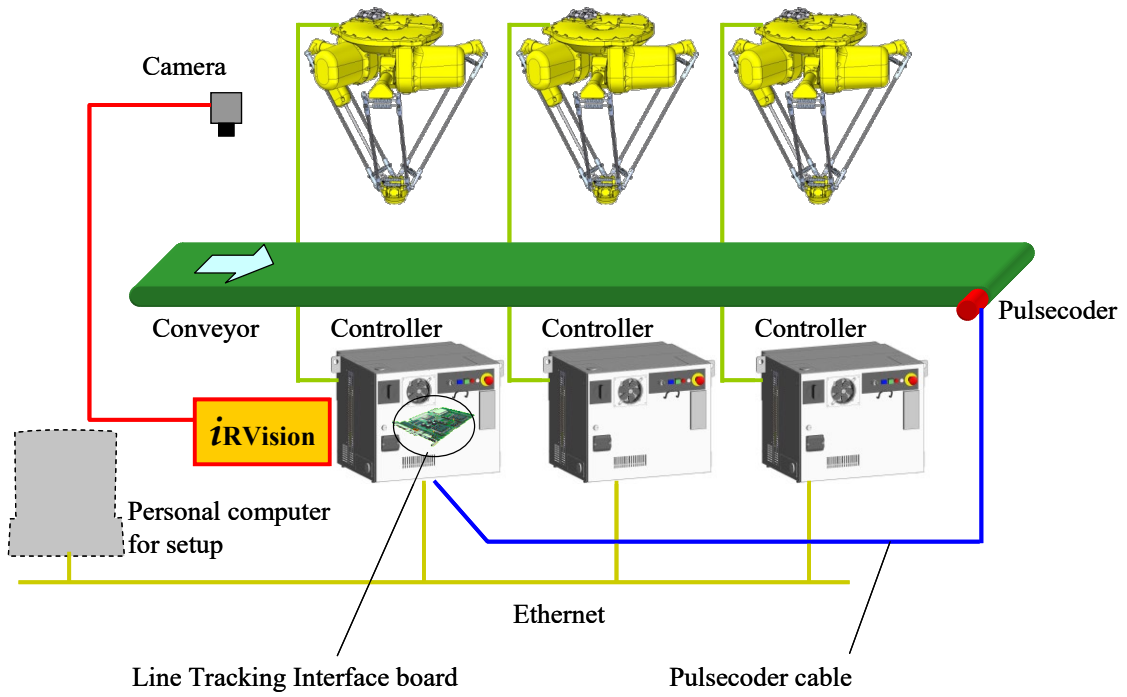 Camera
Conveyor
Controller
Controller
Controller
Pulsecoder
iRVision
Personal computer
for setup
Ethernet
Line Tracking Interface board
Pulsecoder cable